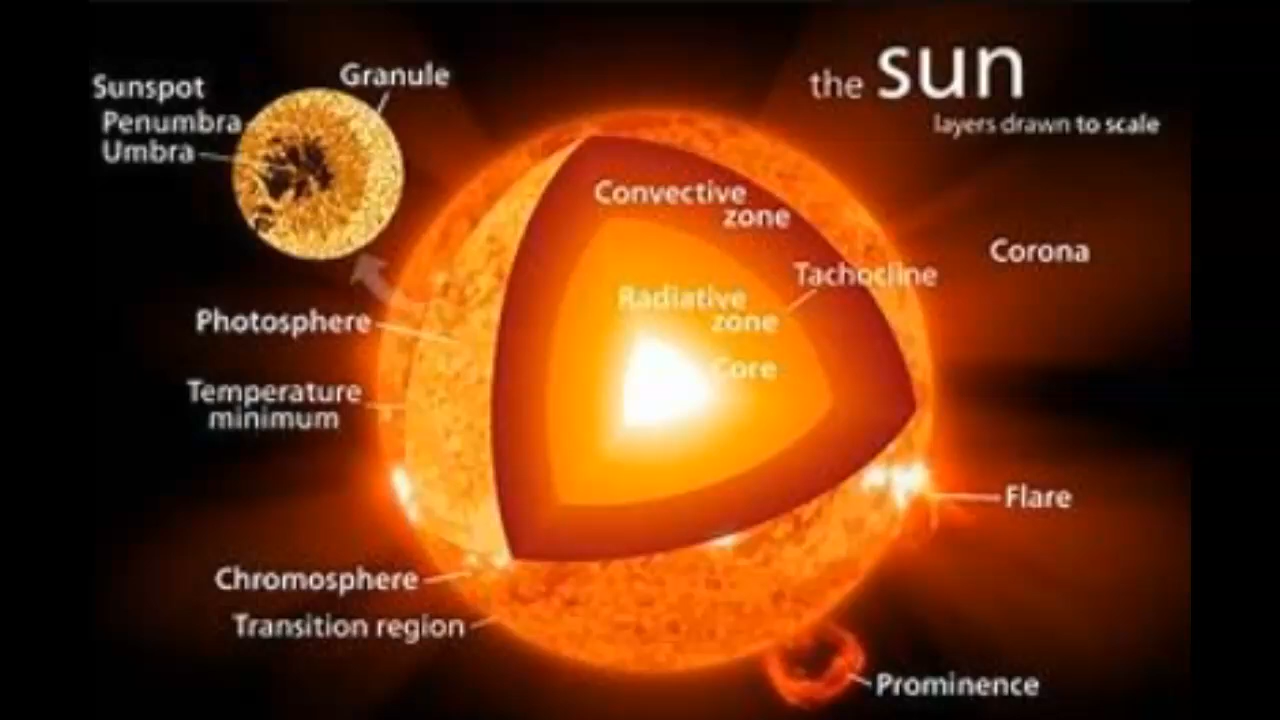 the sun
layers drawn to scale
Granule
Sunspot
Penumbra
Umbra
Convective
zone
Corona
Tachocline
Radiative
zone
Photosphere
Core
Temperature
minimum
Flare
Chromosphere
Transition region
Prominence